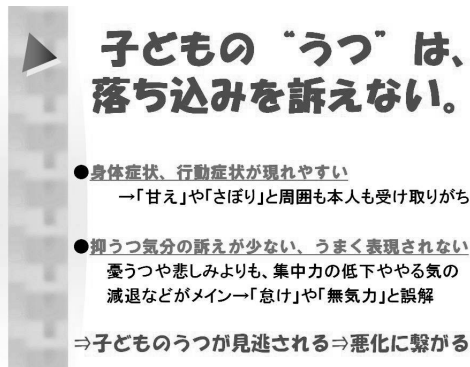 子どもの “うつ” は、
落ち込みを訴えない。
●身体症状、行動症状が現れやすい
→「甘え」や「さぼり」と周囲も本人も受け取りがち
●抑うつ気分の訴えが少ない、うまく表現されない
憂うつや悲しみよりも、集中力の低下ややる気の
減退などがメイン→「怠け」や「無気力」と誤解
⇒子どものうつが見逃される⇒悪化に繋がる